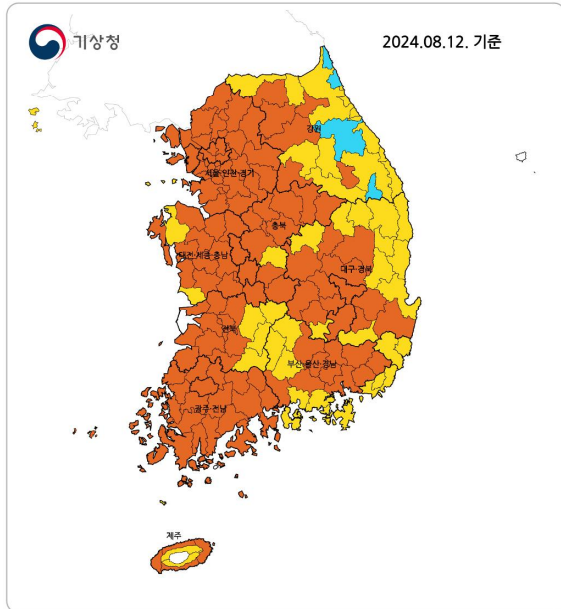 기상청
2024.08.12. 기준
강원
서울·인천·경기
충북
대전·세종·충남
대구·경북
전북
부산·울산·경남
광주·전남
제주